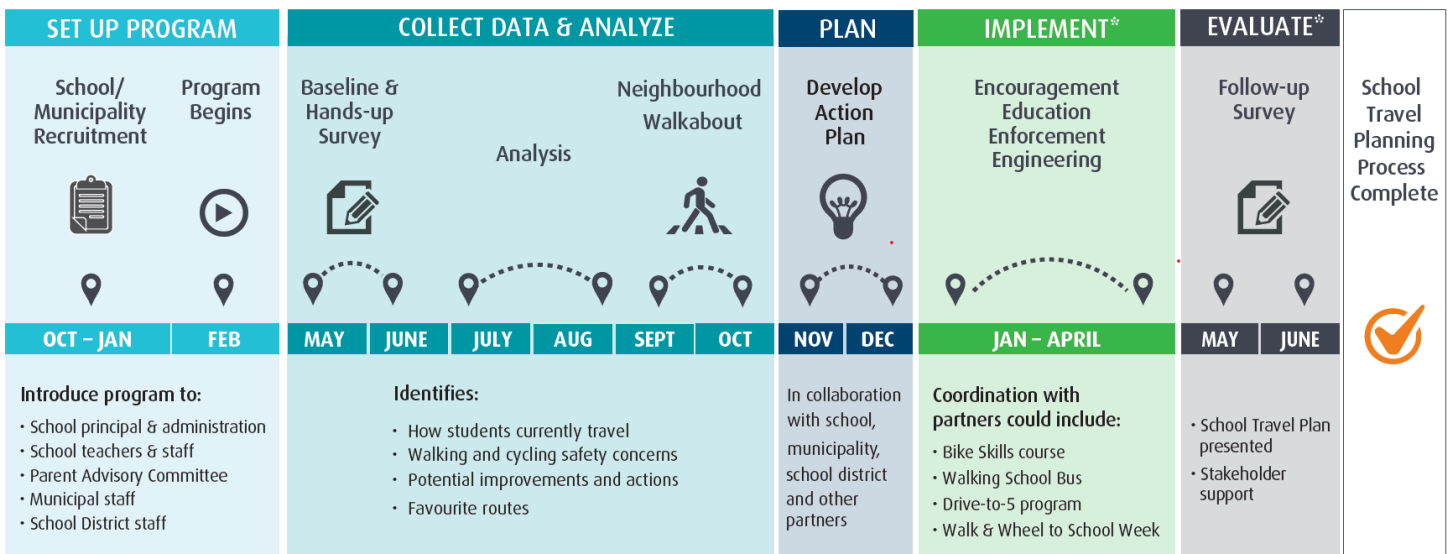 SET UP PROGRAM
School/
Municipality
Recruitment
Program
Begins
OCT – JAN
FEB
Introduce program to:
· School principal & administration
· School teachers & staff
· Parent Advisory Committee
· Municipal staff
· School District staff
COLLECT DATA & ANALYZE
Baseline &
Hands-up
Survey
Analysis
Neighbourhood
Walkabout
MAY
JUNE
JULY
AUG
SEPT
OCT
Identifies:
· How students currently travel
· Walking and cycling safety concerns
· Potential improvements and actions
· Favourite routes
PLAN
Develop
Action
Plan
NOV
DEC
In collaboration
with school,
municipality,
school district
and other
partners
IMPLEMENT*
Encouragement
Education
Enforcement
Engineering
JAN – APRIL
Coordination with
partners could include:
· Bike Skills course
· Walking School Bus
· Drive-to-5 program
· Walk & Wheel to School Week
EVALUATE*
Follow-up
Survey
MAY
JUNE
· School Travel Plan
presented
· Stakeholder
support
School
Travel
Planning
Process
Complete